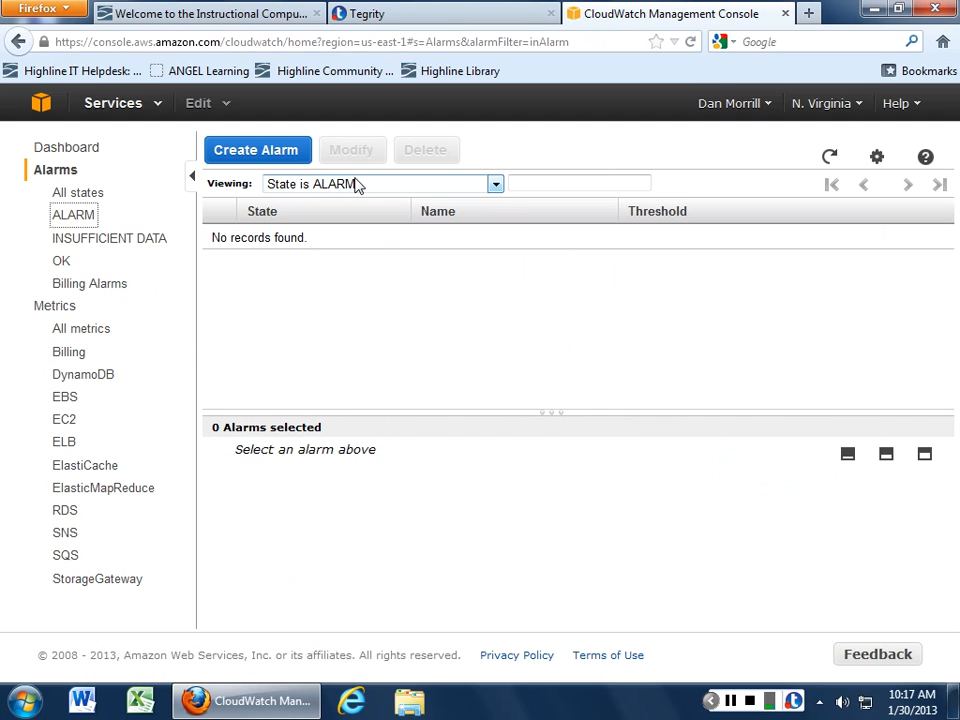 Firefox
Welcome to the Instructional Compu...
Tegrity
CloudWatch Management Console
https://console.aws.amazon.com/cloudwatch/home?region=us-east-1#s=Alarms&alarmFilter=inAlarm
Google
Highline IT Helpdesk: ...
ANGEL Learning
Highline Community ...
Highline Library
Bookmarks
Services
Edit
Dan Morrill
N. Virginia
Help
Dashboard
Alarms
All states
ALARM
INSUFFICIENT DATA
OK
Billing Alarms
Metrics
All metrics
Billing
DynamoDB
EBS
EC2
ELB
ElastiCache
ElasticMapReduce
RDS
SNS
SQS
StorageGateway
Create Alarm
Modify
Delete
Viewing:
State is ALARM
State
Name
Threshold
No records found.
0 Alarms selected
Select an alarm above
© 2008 - 2013, Amazon Web Services, Inc. or its affiliates. All rights reserved.
Privacy Policy
Terms of Use
Feedback
CloudWatch Man...
10:17 AM
1/30/2013